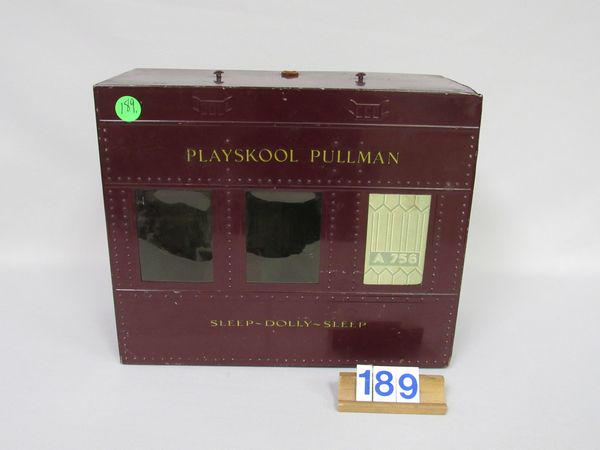 189.
PLAYSKOOL PULLMAN
A 756
SLEEP~DOLLY~SLEEP
189